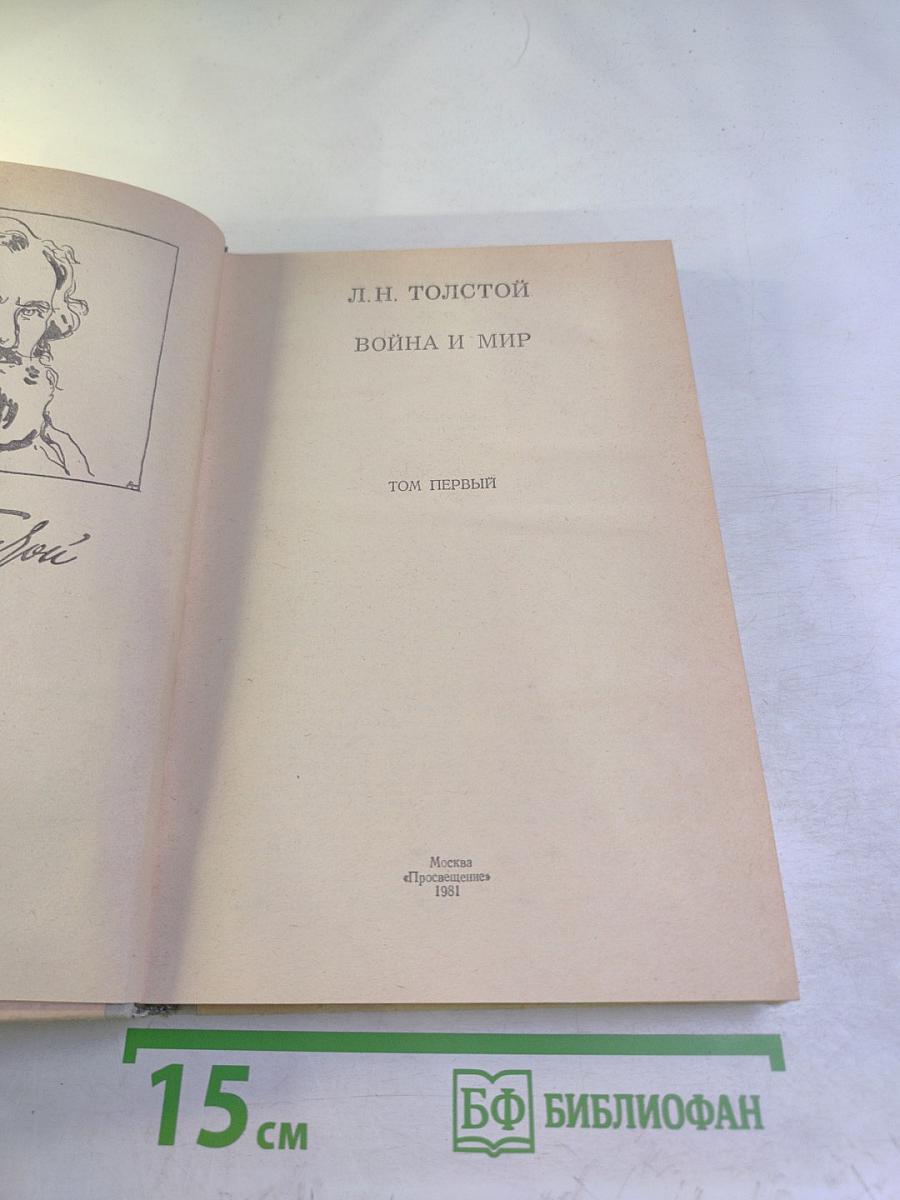 Л. Н. ТОЛСТОЙ
ВОЙНА И МИР
ТОМ ПЕРВЫЙ
Москва
«Просвещение»
1981
15 см
БФ БИБЛИОФАН